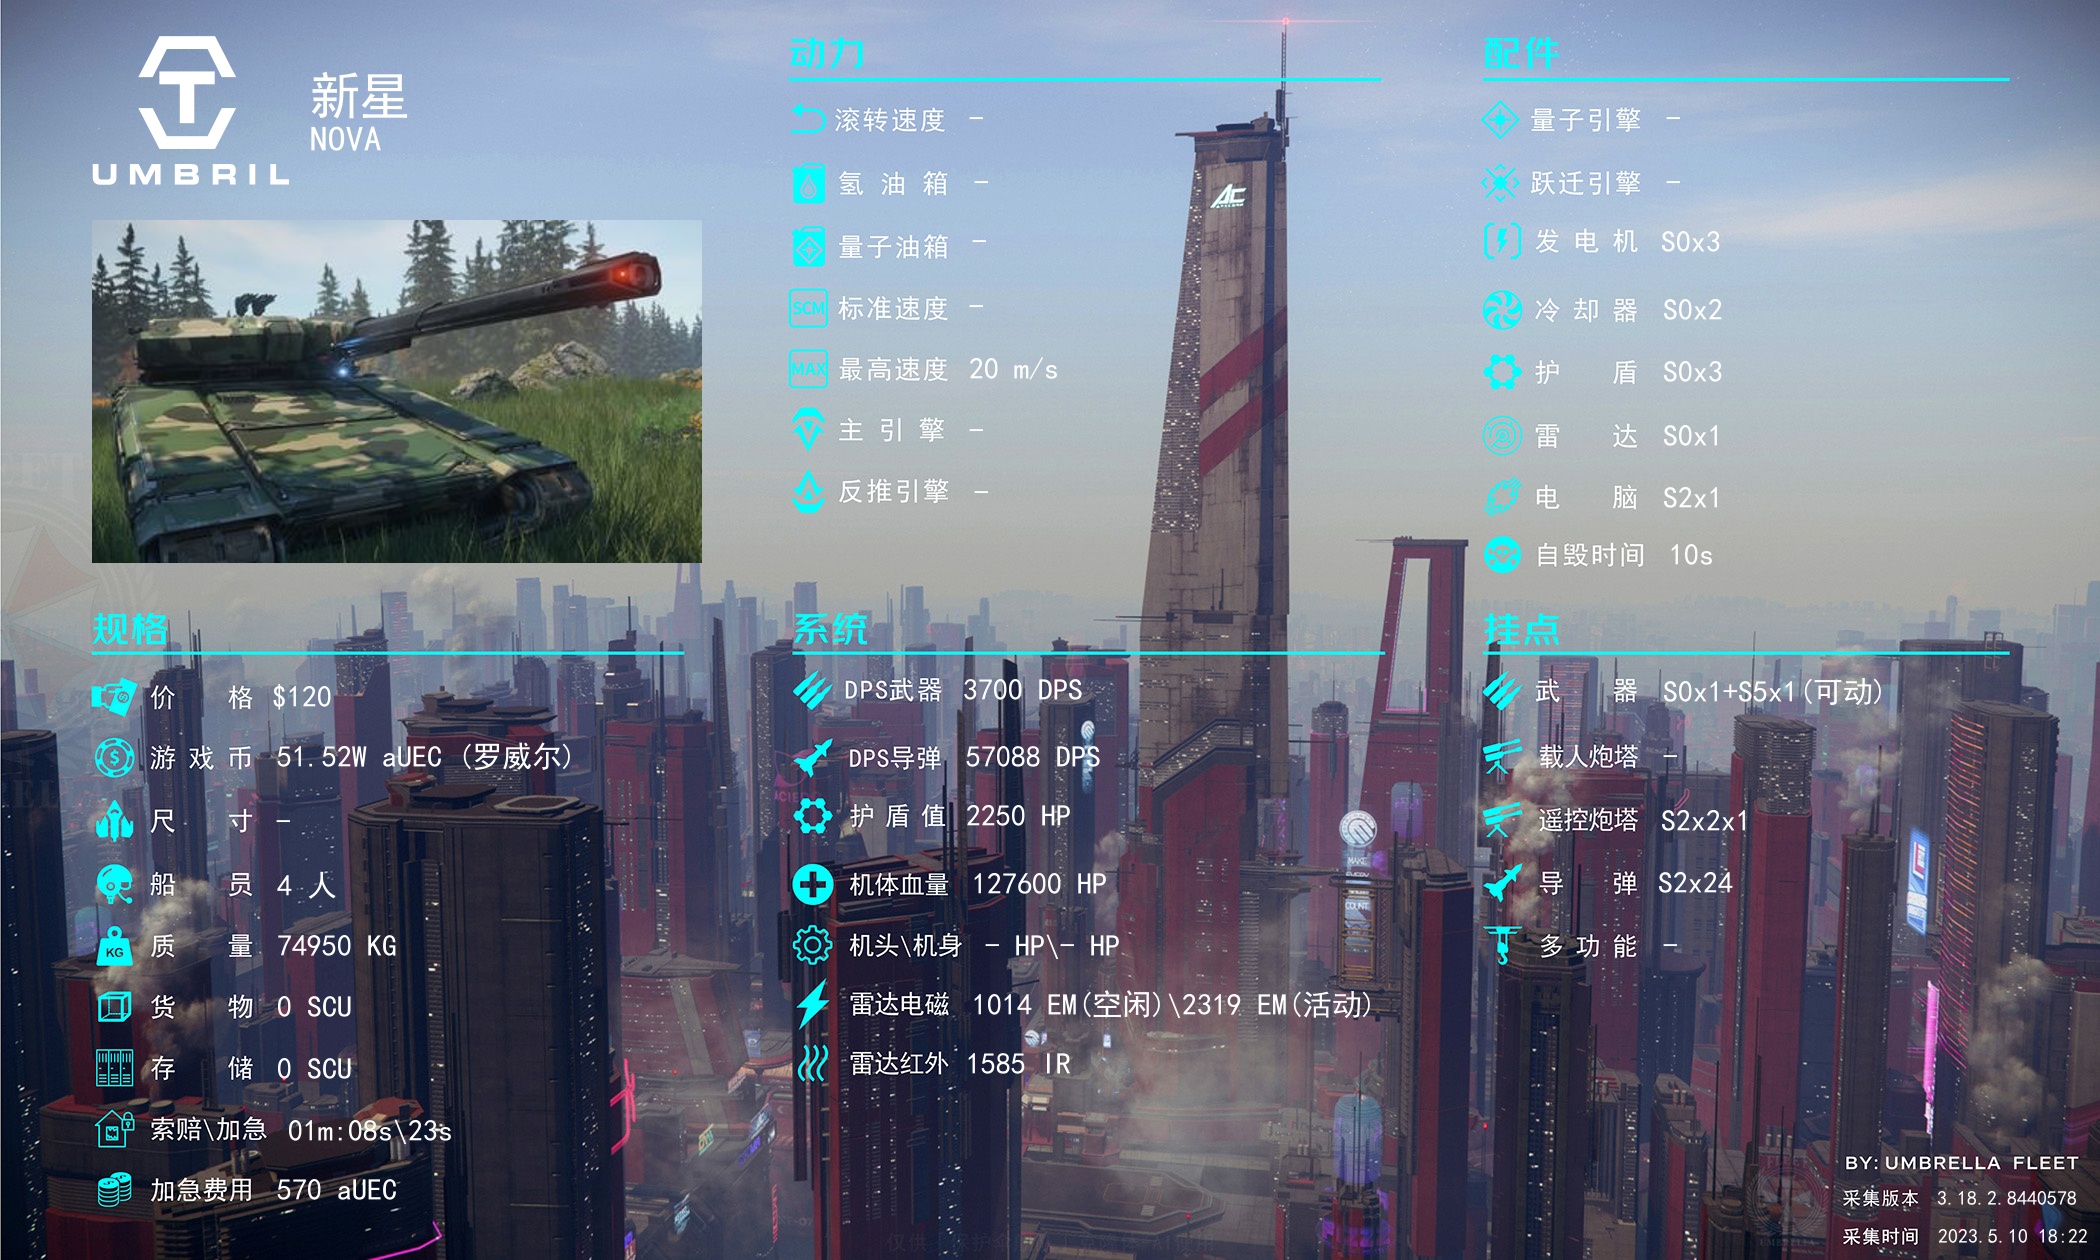 UMBRIL
新星
NOVA
动力
滚转速度 -
氢油箱 -
量子油箱 -
SCM 标准速度 -
MAX 最高速度 20 m/s
主引擎 -
反推引擎 -
配件
量子引擎 -
跃迁引擎 -
发电机 S0x3
冷却器 S0x2
护盾 S0x3
雷达 S0x1
电脑 S2x1
自毁时间 10s
规格
价格 $120
游戏币 51.52W aUEC (罗威尔)
尺寸 -
船员 4 人
KG 质量 74950 KG
货物 0 SCU
存储 0 SCU
索赔\加急 01m:08s\23s
加急费用 570 aUEC
系统
DPS武器 3700 DPS
DPS导弹 57088 DPS
护盾值 2250 HP
机体血量 127600 HP
机头\机身 - HP\- HP
雷达电磁 1014 EM(空闲)\2319 EM(活动)
雷达红外 1585 IR
挂点
武器 S0x1+S5x1(可动)
载人炮塔 -
遥控炮塔 S2x2x1
导弹 S2x24
多功能 -
AC
MAKE
EVERY
COUNT
BY: UMBRELLA FLEET
采集版本 3.18.2.8440578
采集时间 2023.5.10 18:22